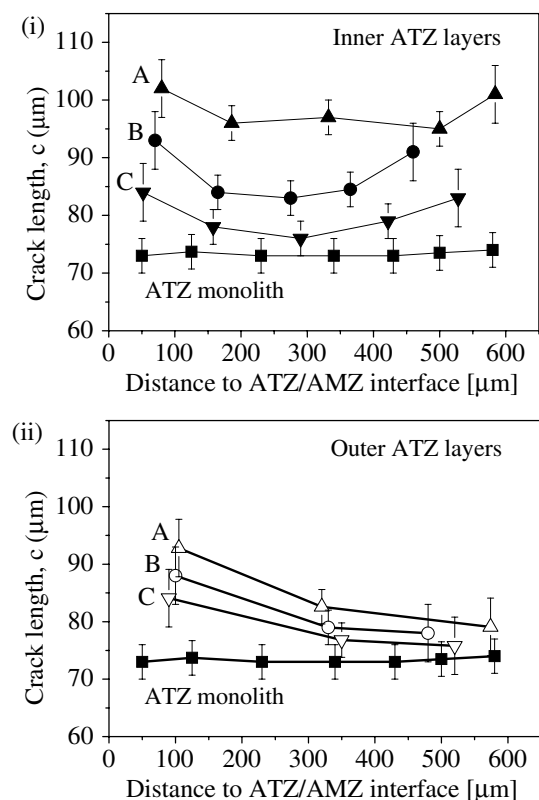 (i)
110
100
90
80
70
60
Crack length, c (μm)
Inner ATZ layers
A
B
C
ATZ monolith
0 100 200 300 400 500 600
Distance to ATZ/AMZ interface [μm]
(ii)
110
100
90
80
70
60
Crack length, c (μm)
Outer ATZ layers
A
B
C
ATZ monolith
0 100 200 300 400 500 600
Distance to ATZ/AMZ interface [μm]